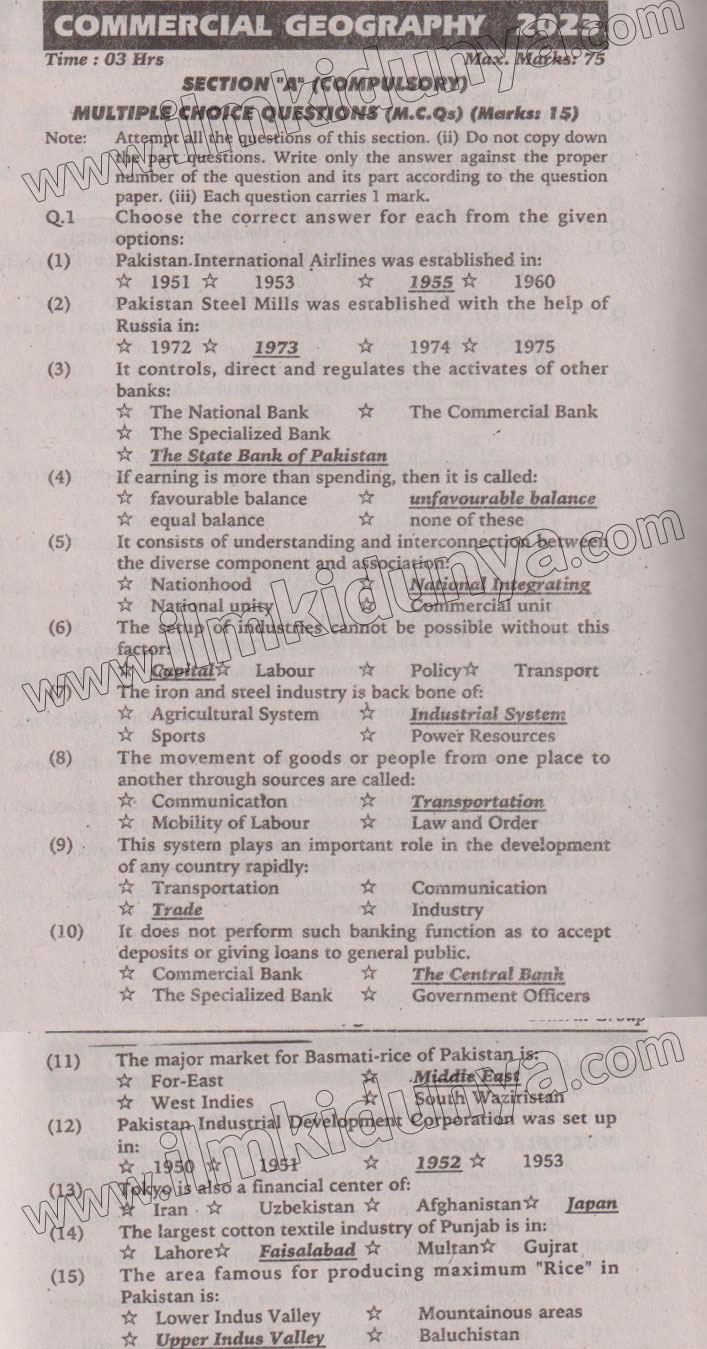 COMMERCIAL GEOGRAPHY 2023
Time : 03 Hrs Max. Marks: 75
SECTION "A" (COMPULSORY)
MULTIPLE CHOICE QUESTIONS (M.C.Qs) (Marks: 15)
Note: Attempt all the questions of this section. (ii) Do not copy down
the part questions. Write only the answer against the proper
number of the question and its part according to the question
paper. (iii) Each question carries 1 mark.
Q.1 Choose the correct answer for each from the given
options:
(1) Pakistan International Airlines was established in:
☆ 1951 ☆ 1953 ☆ 1955 ☆ 1960
(2) Pakistan Steel Mills was established with the help of
Russia in:
☆ 1972 ☆ 1973 ☆ 1974 ☆ 1975
(3) It controls, direct and regulates the activates of other
banks:
☆ The National Bank ☆ The Commercial Bank
☆ The Specialized Bank
☆ The State Bank of Pakistan
(4) If earning is more than spending, then it is called:
☆ favourable balance ☆ unfavourable balance
☆ equal balance ☆ none of these
(5) It consists of understanding and interconnection between
the diverse component and association:
☆ Nationhood ☆ National Integrating
☆ National unity ☆ Commercial unit
(6) The setup of industries cannot be possible without this
factor:
☆ Capital ☆ Labour ☆ Policy ☆ Transport
(7) The iron and steel industry is back bone of:
☆ Agricultural System ☆ Industrial System
☆ Sports ☆ Power Resources
(8) The movement of goods or people from one place to
another through sources are called:
☆ Communication ☆ Transportation
☆ Mobility of Labour ☆ Law and Order
(9) This system plays an important role in the development
of any country rapidly:
☆ Transportation ☆ Communication
☆ Trade ☆ Industry
(10) It does not perform such banking function as to accept
deposits or giving loans to general public.
☆ Commercial Bank ☆ The Central Bank
☆ The Specialized Bank ☆ Government Officers
(11) The major market for Basmati-rice of Pakistan is:
☆ For-East ☆ Middle East
☆ West Indies ☆ South Waziristan
(12) Pakistan Industrial Development Corporation was set up
in:
☆ 1950 ☆ 1951 ☆ 1952 ☆ 1953
(13) Tokyo is also a financial center of:
☆ Iran ☆ Uzbekistan ☆ Afghanistan ☆ Japan
(14) The largest cotton textile industry of Punjab is in:
☆ Lahore ☆ Faisalabad ☆ Multan ☆ Gujrat
(15) The area famous for producing maximum "Rice" in
Pakistan is:
☆ Lower Indus Valley ☆ Mountainous areas
☆ Upper Indus Valley ☆ Baluchistan
www.ilmkidunya.com
www.ilmkidunya.com
www.ilmkidunya.com